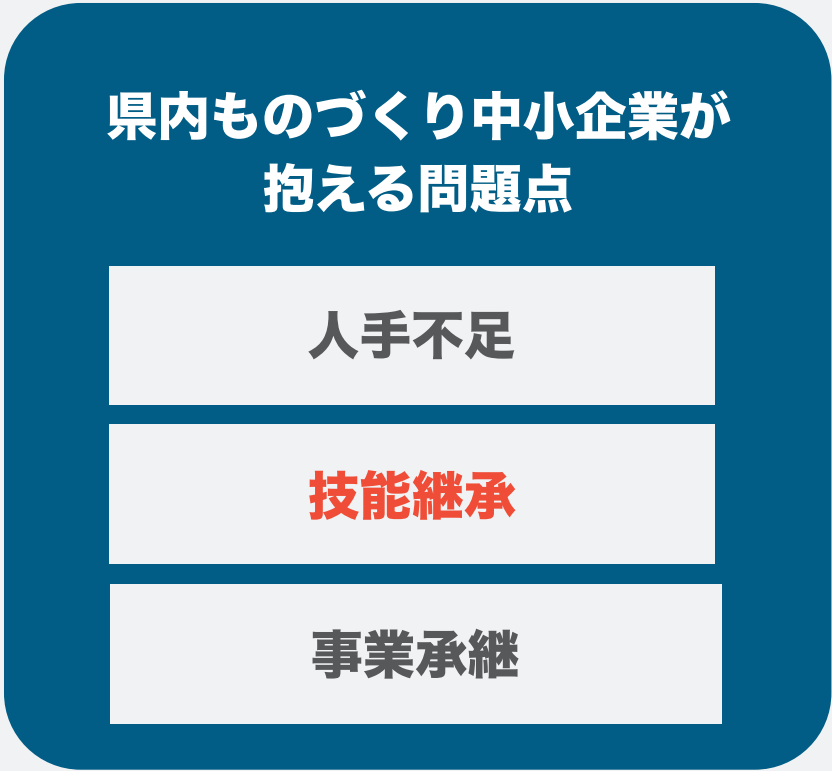 県内ものづくり中小企業が
抱える問題点
人手不足
技能継承
事業承継